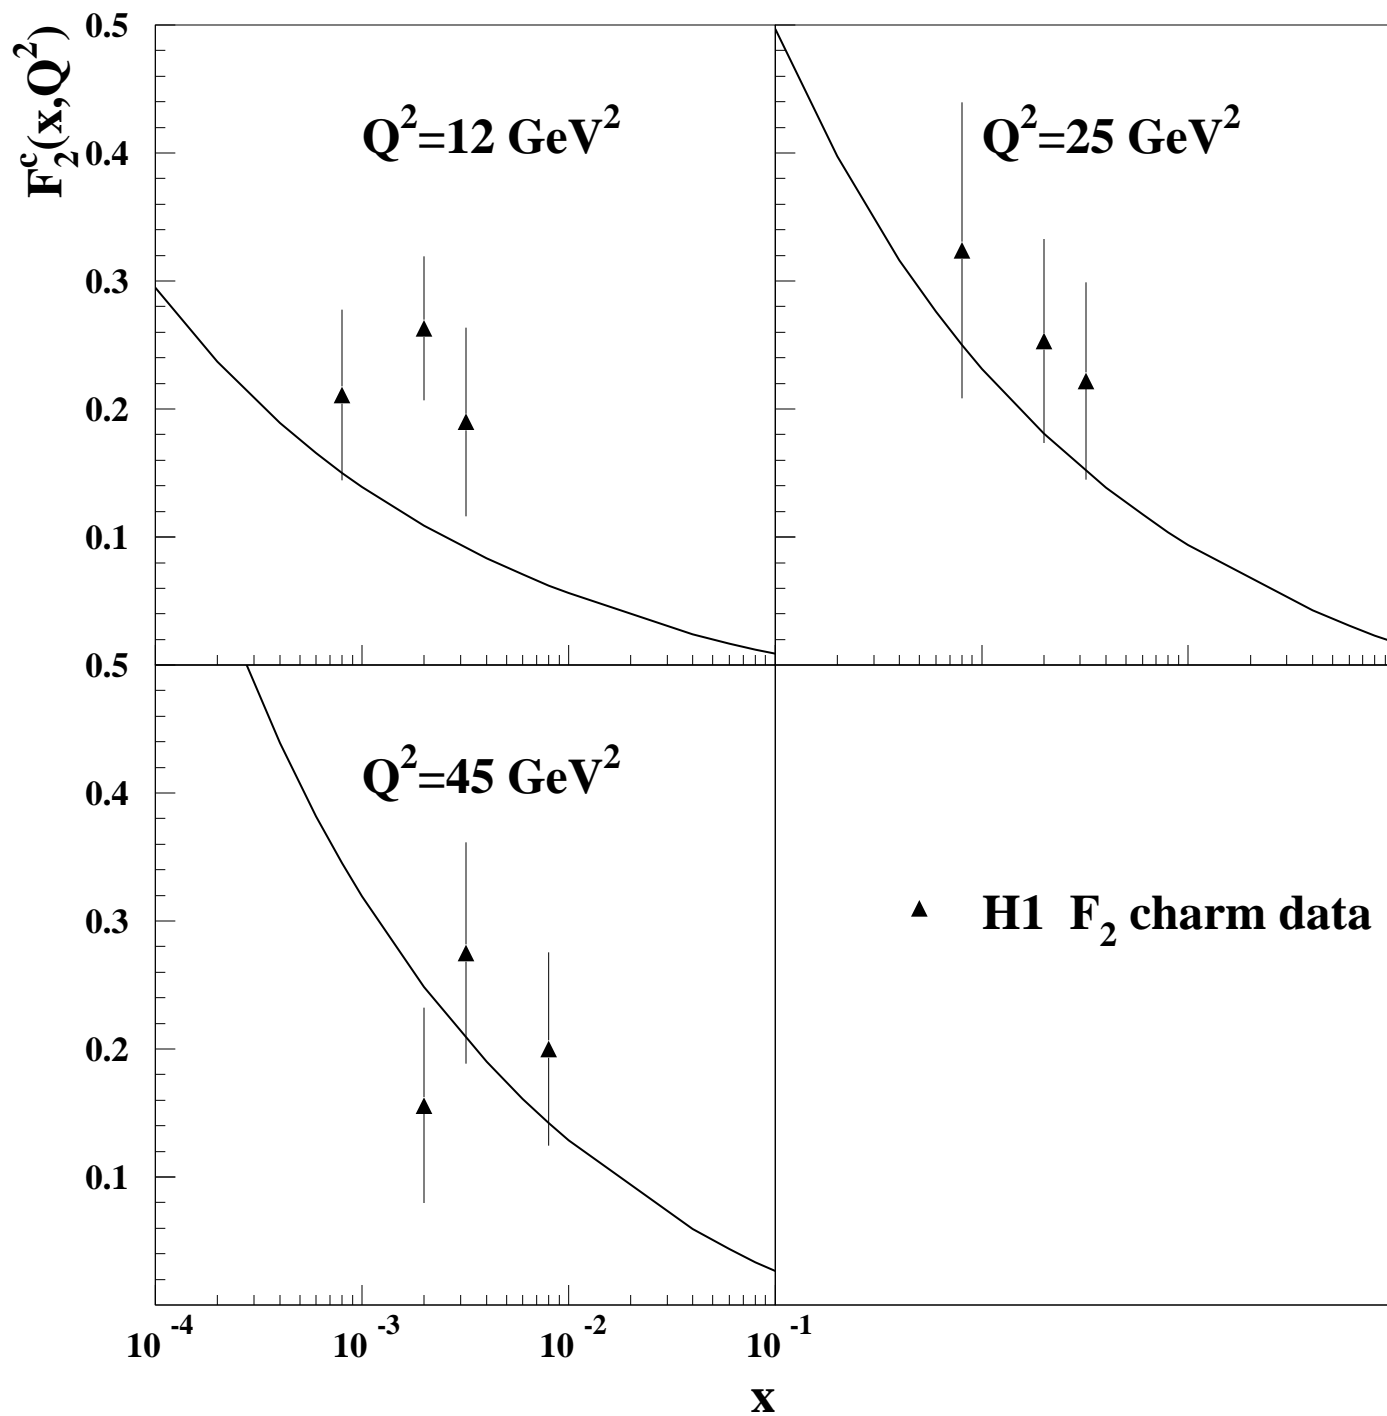 F₂ᶜ(x,Q²)
0.5
0.4
0.3
0.2
0.1
Q²=12 GeV²
Q²=25 GeV²
0.5
0.4
0.3
0.2
0.1
Q²=45 GeV²
H1 F₂ charm data
10⁻⁴ 10⁻³ 10⁻² 10⁻¹
x